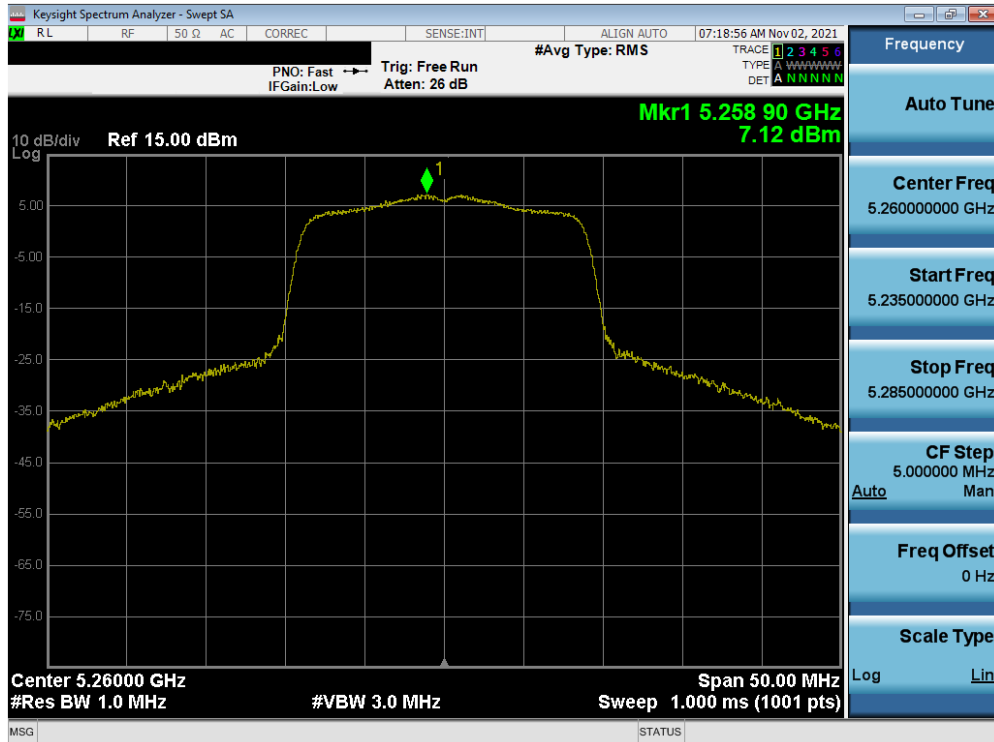 Keysight Spectrum Analyzer - Swept SA
LXI RL RF 50 Ω AC CORREC SENSE:INT ALIGN AUTO 07:18:56 AM Nov 02, 2021
Frequency
#Avg Type: RMS
TRACE 1 2 3 4 5 6
PNO: Fast Trig: Free Run
TYPE A WWWWW
IFGain:Low Atten: 26 dB
DET A N N N N N
Auto Tune
Mkr1 5.258 90 GHz
7.12 dBm
10 dB/div Ref 15.00 dBm
Log
1
5.00
-5.00
-15.0
-25.0
-35.0
-45.0
-55.0
-65.0
-75.0
Center 5.26000 GHz Span 50.00 MHz
#Res BW 1.0 MHz #VBW 3.0 MHz Sweep 1.000 ms (1001 pts)
Center Freq
5.260000000 GHz
Start Freq
5.235000000 GHz
Stop Freq
5.285000000 GHz
CF Step
5.000000 MHz
Auto Man
Freq Offset
0 Hz
Scale Type
Log Lin
MSG STATUS